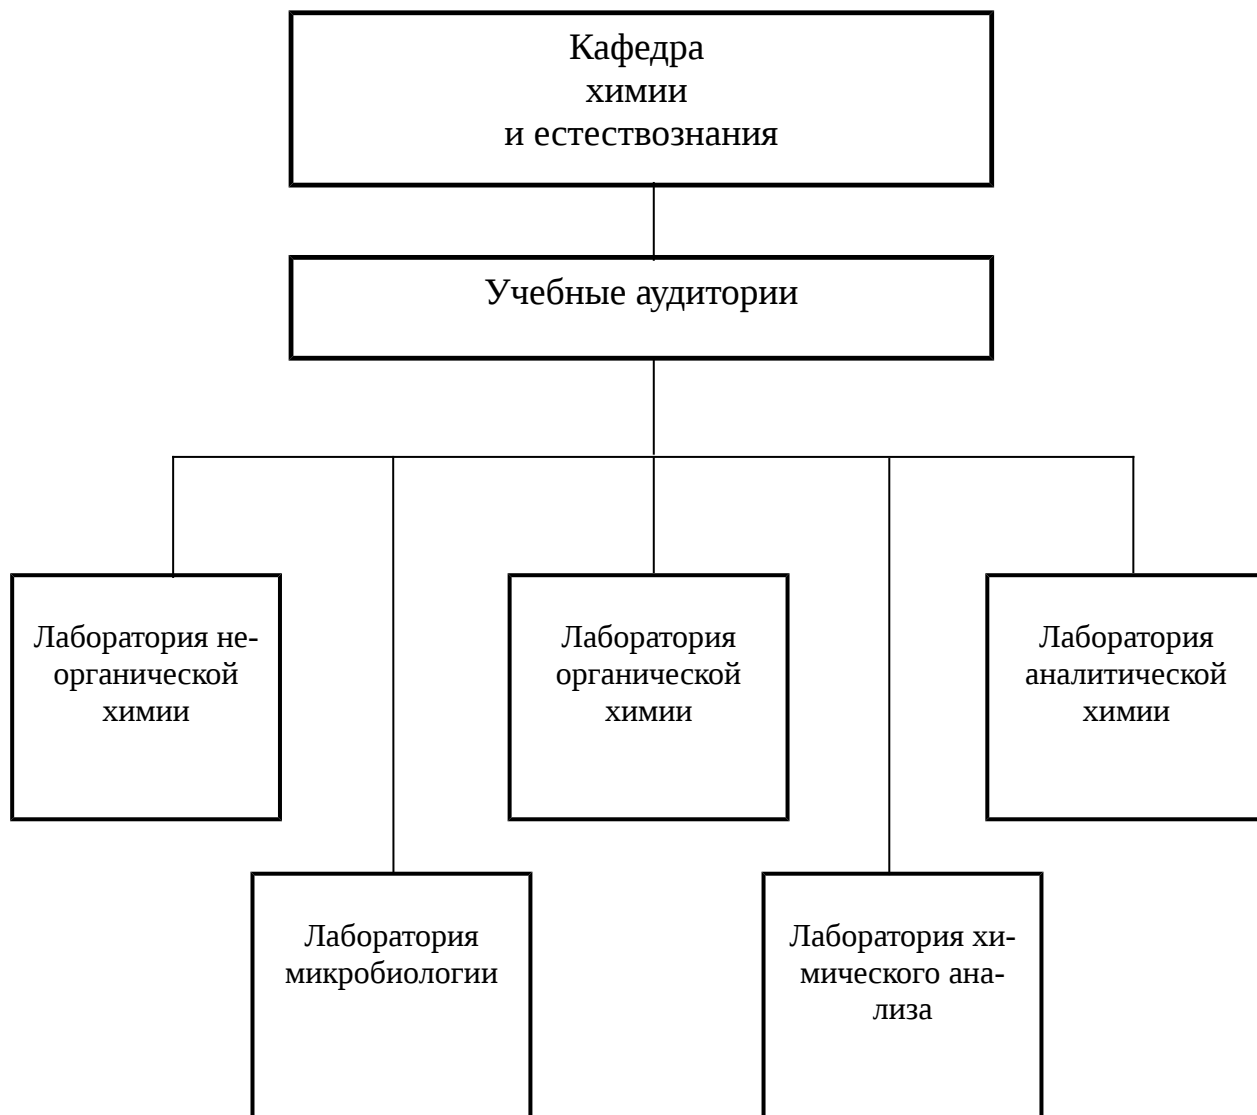 Кафедра
химии
и естествознания
Учебные аудитории
Лаборатория не-
органической
химии
Лаборатория
органической
химии
Лаборатория
аналитической
химии
Лаборатория
микробиологии
Лаборатория хи-
мического ана-
лиза